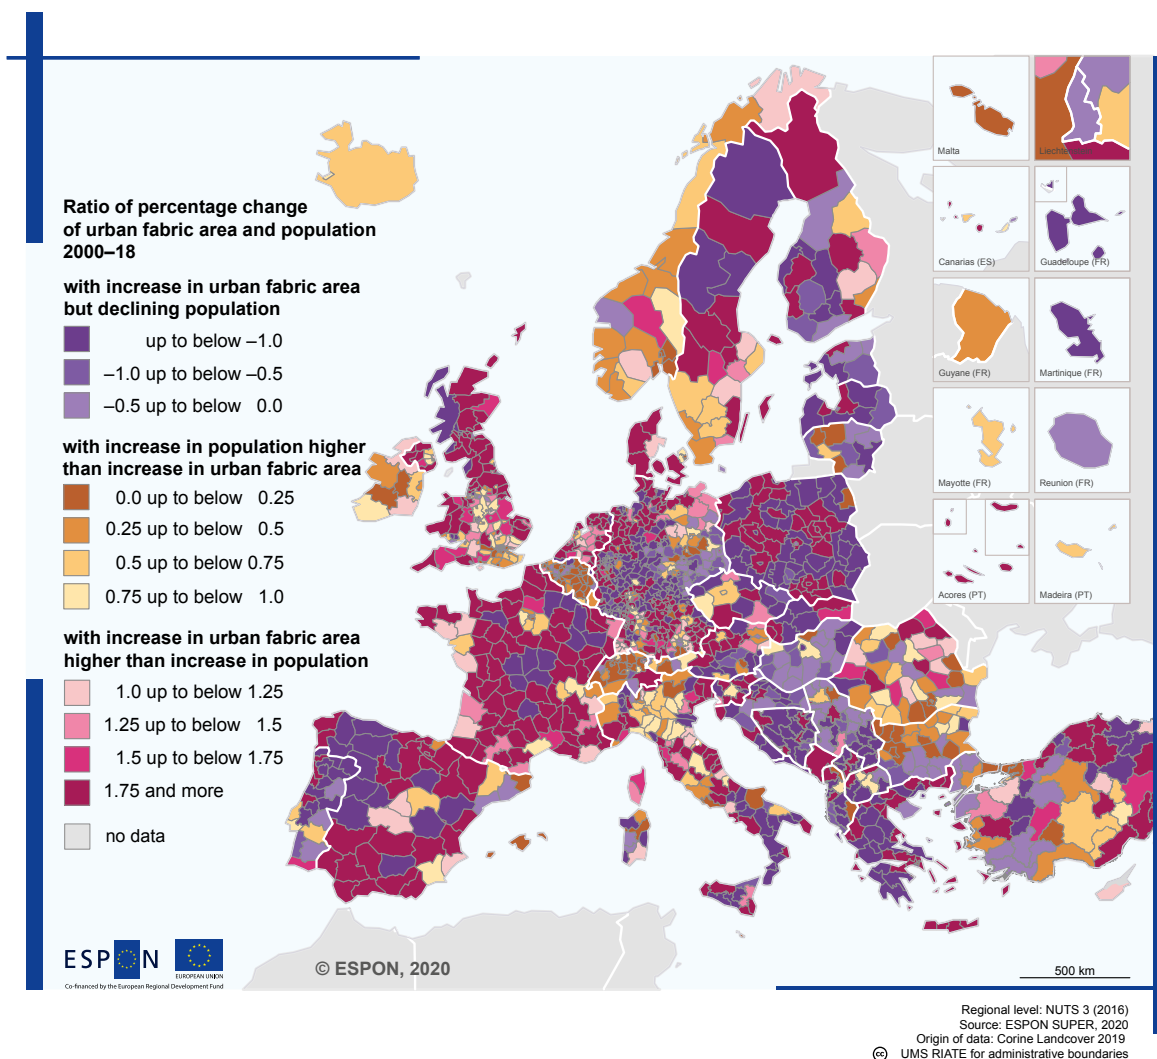 Ratio of percentage change
of urban fabric area and population
2000–18
with increase in urban fabric area
but declining population
up to below –1.0
–1.0 up to below –0.5
–0.5 up to below 0.0
with increase in population higher
than increase in urban fabric area
0.0 up to below 0.25
0.25 up to below 0.5
0.5 up to below 0.75
0.75 up to below 1.0
with increase in urban fabric area
higher than increase in population
1.0 up to below 1.25
1.25 up to below 1.5
1.5 up to below 1.75
1.75 and more
no data
Malta
Canarias (ES)
Guadeloupe (FR)
Guyane (FR)
Martinique (FR)
Mayotte (FR)
Reunion (FR)
Acores (PT)
Madeira (PT)
ESPON
EUROPEAN UNION
Co-financed by the European Regional Development Fund
© ESPON, 2020
500 km
Regional level: NUTS 3 (2016)
Source: ESPON SUPER, 2020
Origin of data: Corine Landcover 2019
cc UMS RIATE for administrative boundaries